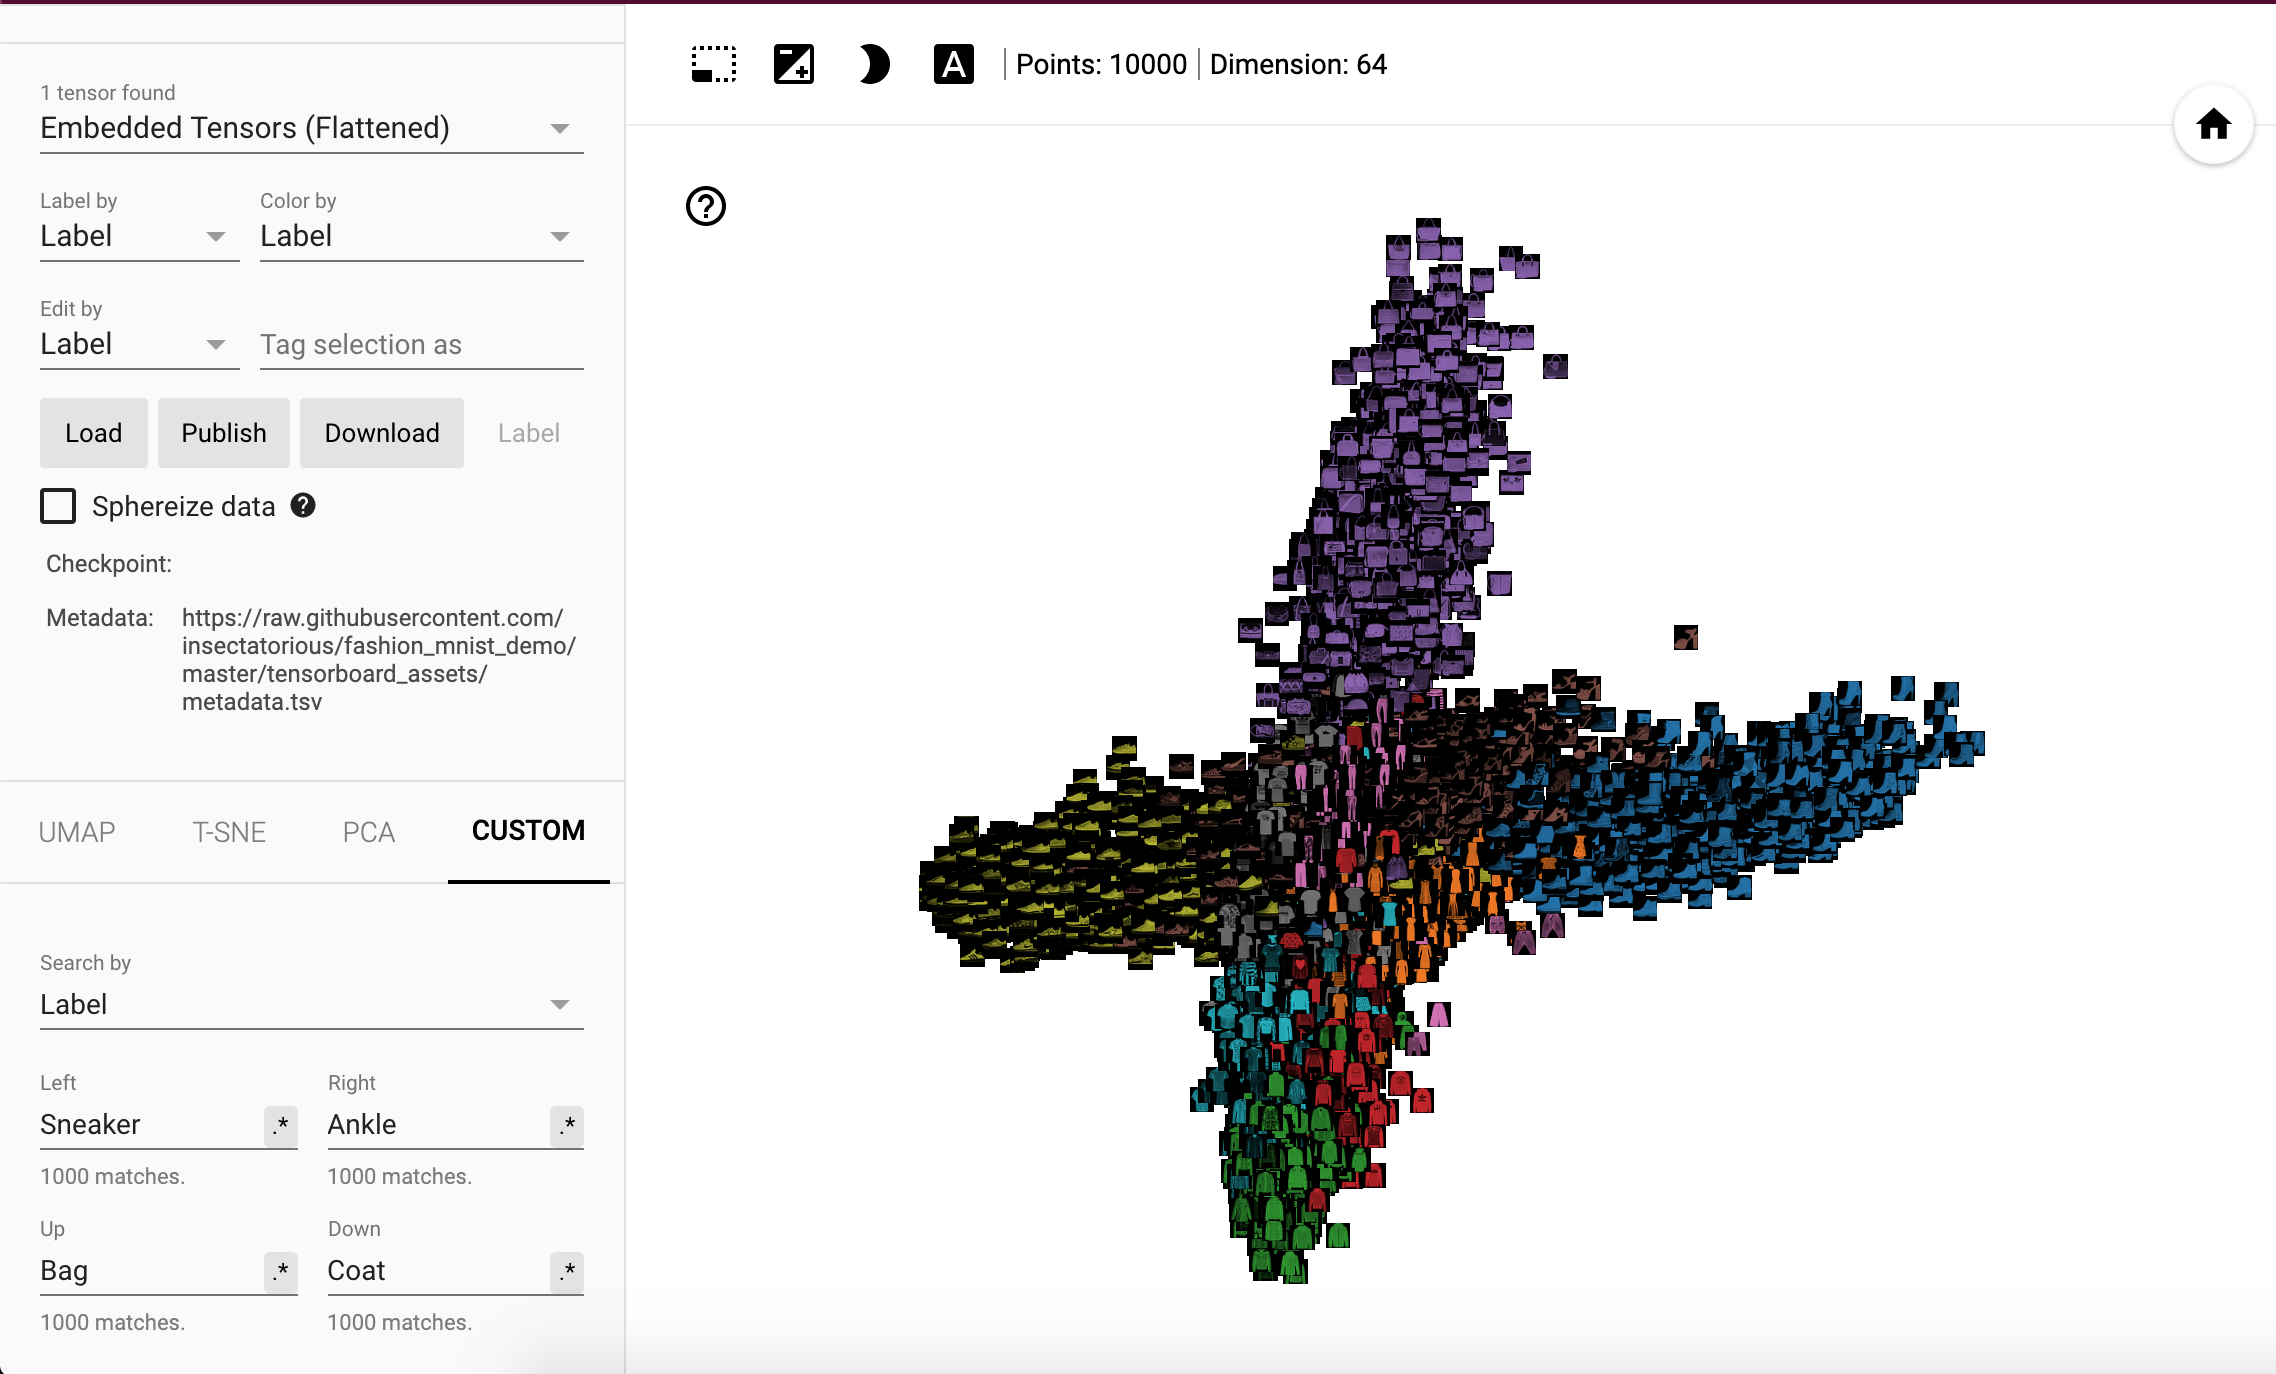 1 tensor found
Embedded Tensors (Flattened)
Label by
Label
Color by
Label
Edit by
Label
Tag selection as
Load
Publish
Download
Label
Sphereize data
Checkpoint:
Metadata:
https://raw.githubusercontent.com/
insectatorious/fashion_mnist_demo/
master/tensorboard_assets/
metadata.tsv
UMAP
T-SNE
PCA
CUSTOM
Search by
Label
Left
Sneaker
.*
1000 matches.
Right
Ankle
.*
1000 matches.
Up
Bag
.*
1000 matches.
Down
Coat
.*
1000 matches.
A
Points: 10000
Dimension: 64